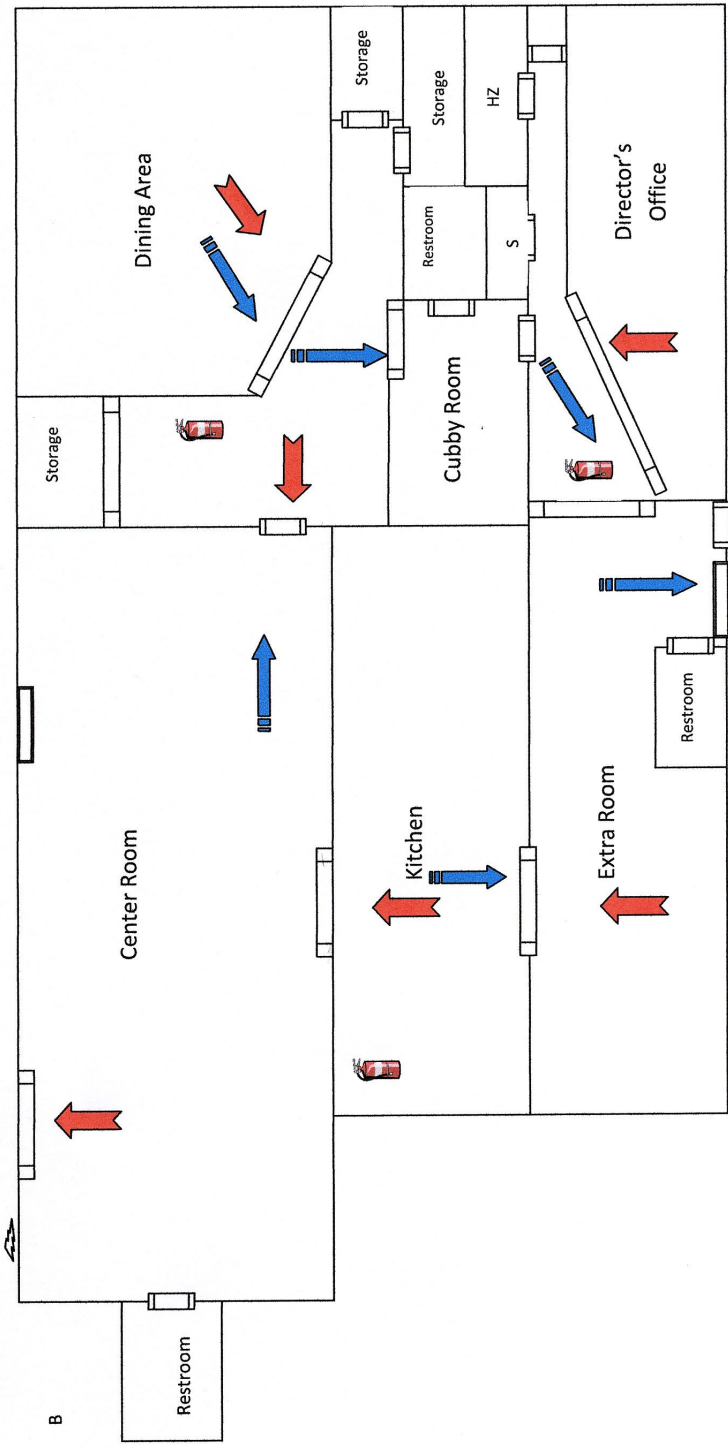 B
Storage
Center Room
Dining Area
Restroom
Storage
Kitchen
Restroom
Storage
Cubby Room
HZ
S
Extra Room
Director's
Office
Restroom